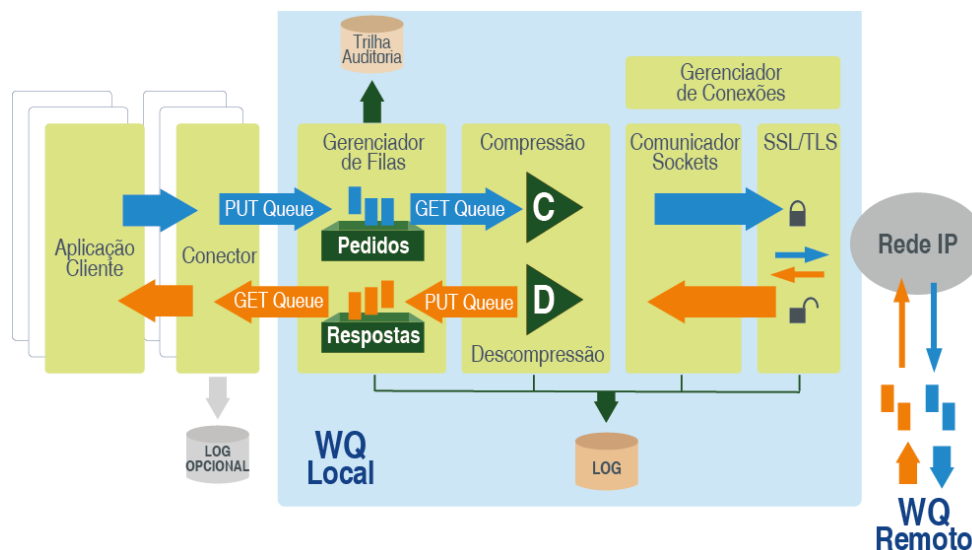 Trilha
Auditoria
Gerenciador
de Conexões
Gerenciador
de Filas
Compressão
Comunicador
Sockets
SSL/TLS
PUT Queue
GET Queue
C
Pedidos
Aplicação
Cliente
Conector
Rede IP
GET Queue
PUT Queue
D
Respostas
Descompressão
LOG
OPCIONAL
WQ
Local
LOG
WQ
Remoto